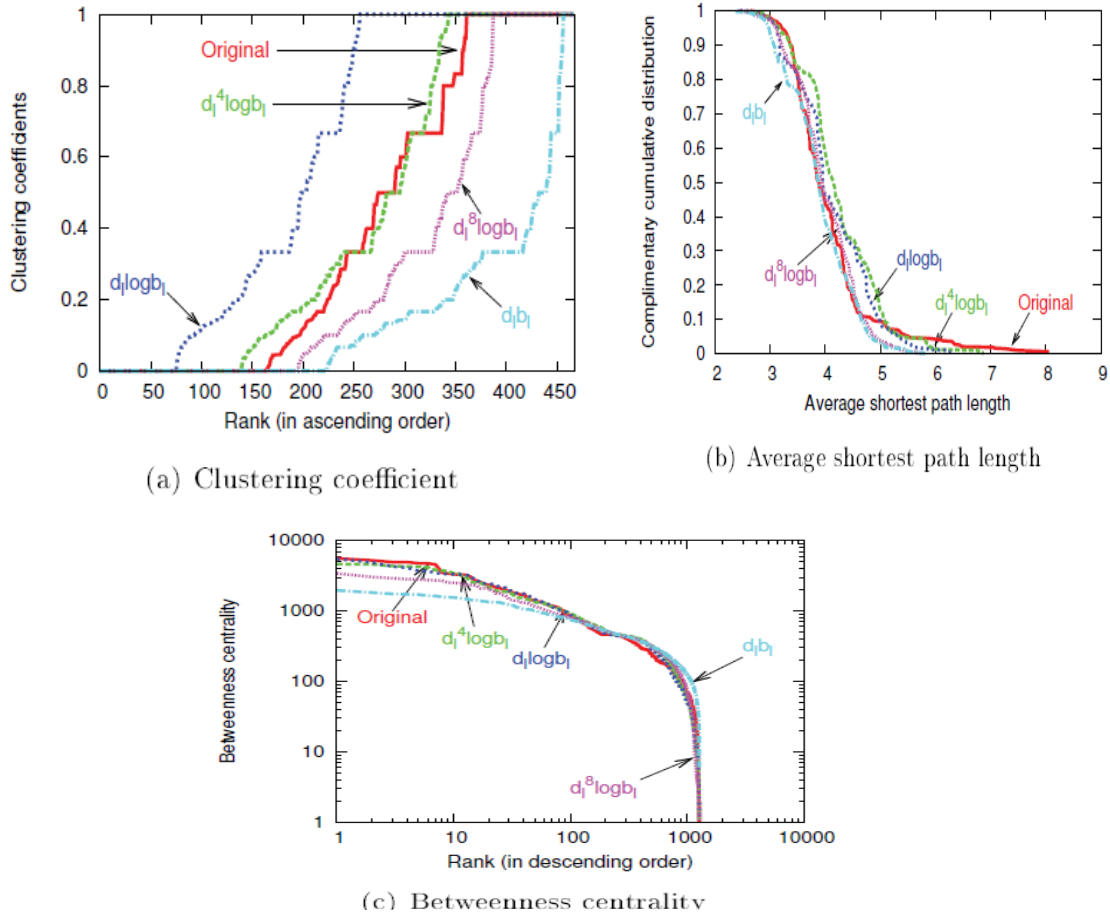 Clustering coefficients
1
0.8
0.6
0.4
0.2
0
Original
d_l^4logb_l
d_l^8logb_l
d_llogb_l
d_lb_l
0 50 100 150 200 250 300 350 400 450
Rank (in ascending order)
(a) Clustering coefficient
Complimentary cumulative distribution
1
0.9
0.8
0.7
0.6
0.5
0.4
0.3
0.2
0.1
0
d_lb_l
d_l^8logb_l
d_llogb_l
d_l^4logb_l
Original
2 3 4 5 6 7 8 9
Average shortest path length
(b) Average shortest path length
Betweenness centrality
10000
1000
100
10
1
Original
d_l^4logb_l
d_llogb_l
d_lb_l
d_l^8logb_l
1 10 100 1000 10000
Rank (in descending order)
(c) Betweenness centrality